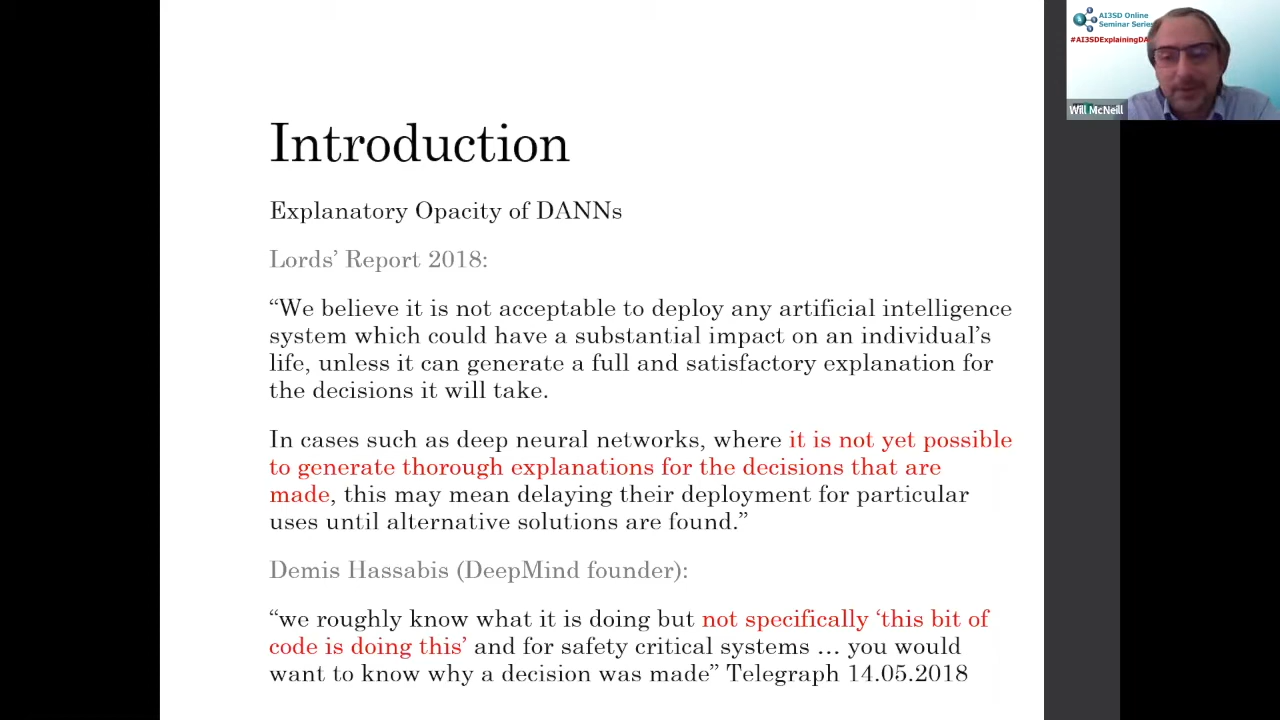 Introduction
Explanatory Opacity of DANNs
Lords’ Report 2018:
“We believe it is not acceptable to deploy any artificial intelligence
system which could have a substantial impact on an individual’s
life, unless it can generate a full and satisfactory explanation for
the decisions it will take.
In cases such as deep neural networks, where it is not yet possible
to generate thorough explanations for the decisions that are
made, this may mean delaying their deployment for particular
uses until alternative solutions are found.”
Demis Hassabis (DeepMind founder):
“we roughly know what it is doing but not specifically ‘this bit of
code is doing this’ and for safety critical systems … you would
want to know why a decision was made” Telegraph 14.05.2018
AI3SD Online
Seminar Series
#AI3SDExplainingDA
Will McNeill